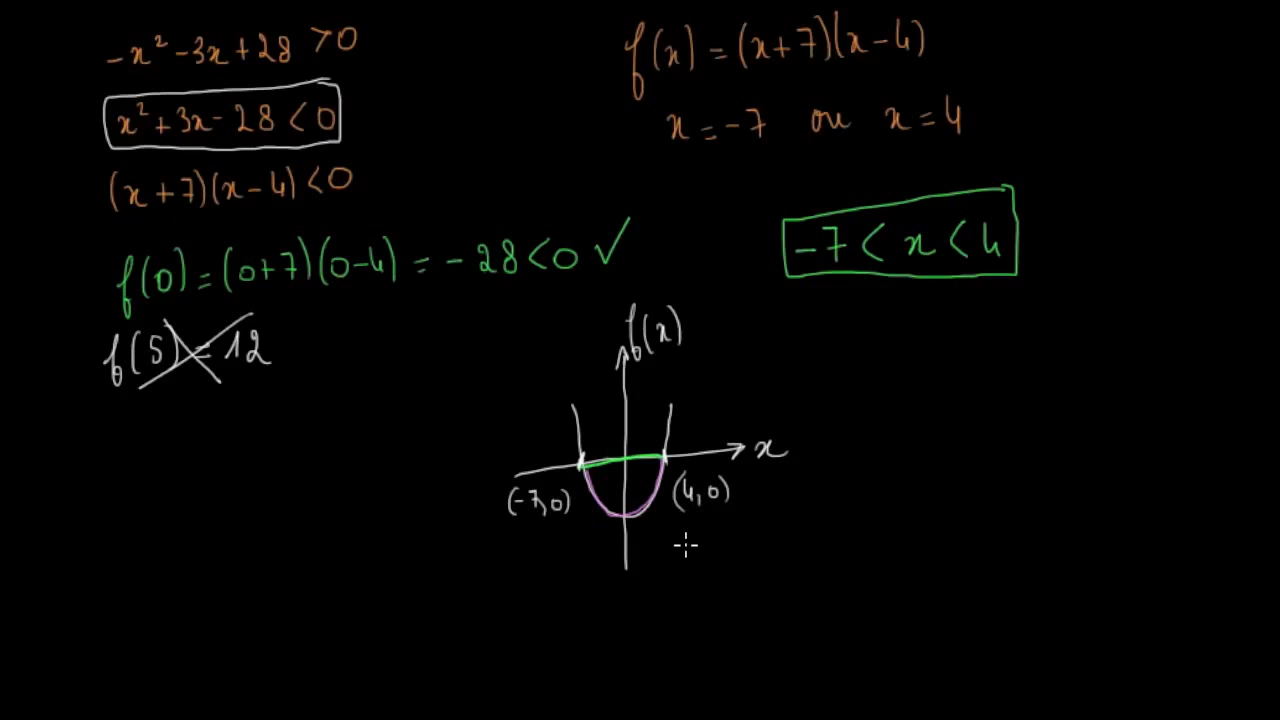 -x² -3x + 28 > 0
x² + 3x - 28 < 0
(x + 7)(x - 4) < 0
f(0) = (0+7)(0-4) = - 28 < 0 ✓
f(5) = 12
f(x) = (x+7)(x-4)
x = -7 ou x = 4
-7 < x < 4
f(x)
x
(-7,0)
(4,0)